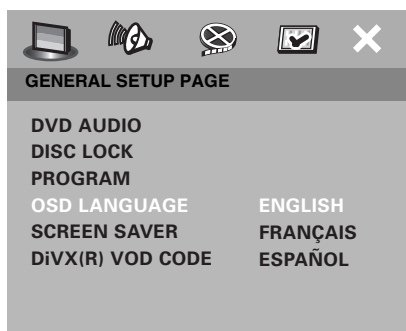 GENERAL SETUP PAGE
DVD AUDIO
DISC LOCK
PROGRAM
OSD LANGUAGE ENGLISH
SCREEN SAVER FRANÇAIS
DiVX(R) VOD CODE ESPAÑOL